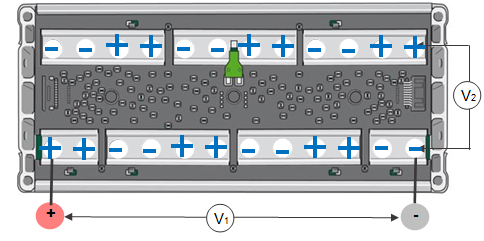 - - + + - - + + - - + +
V₂
+ + - - + + - - + + - -
+ V₁ -